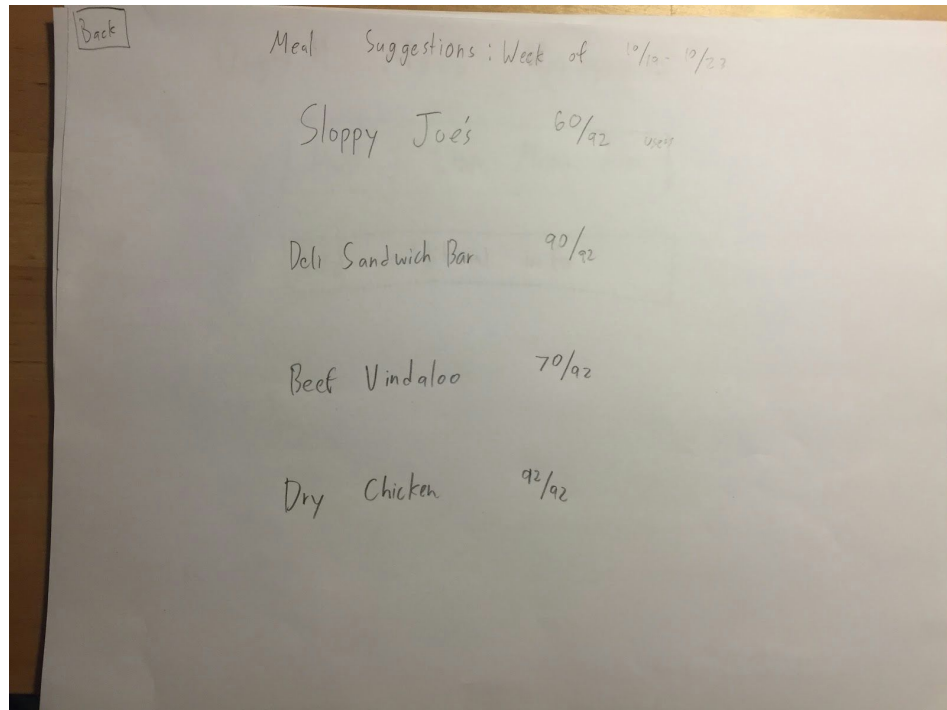 Back
Meal Suggestions: Week of
Sloppy Joe's 60/92
Deli Sandwich Bar 90/92
Beef Vindaloo 70/92
Dry Chicken 92/92